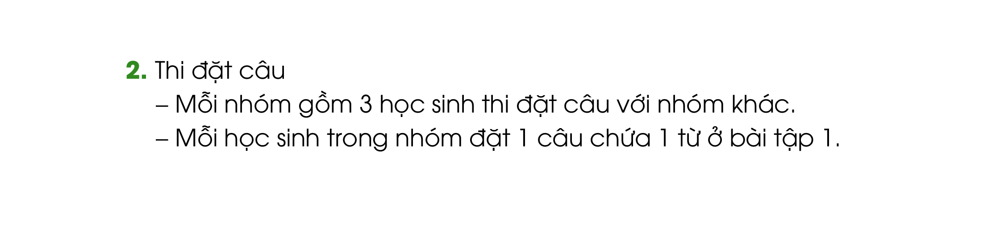 2. Thi đặt câu
– Mỗi nhóm gồm 3 học sinh thi đặt câu với nhóm khác.
– Mỗi học sinh trong nhóm đặt 1 câu chứa 1 từ ở bài tập 1.